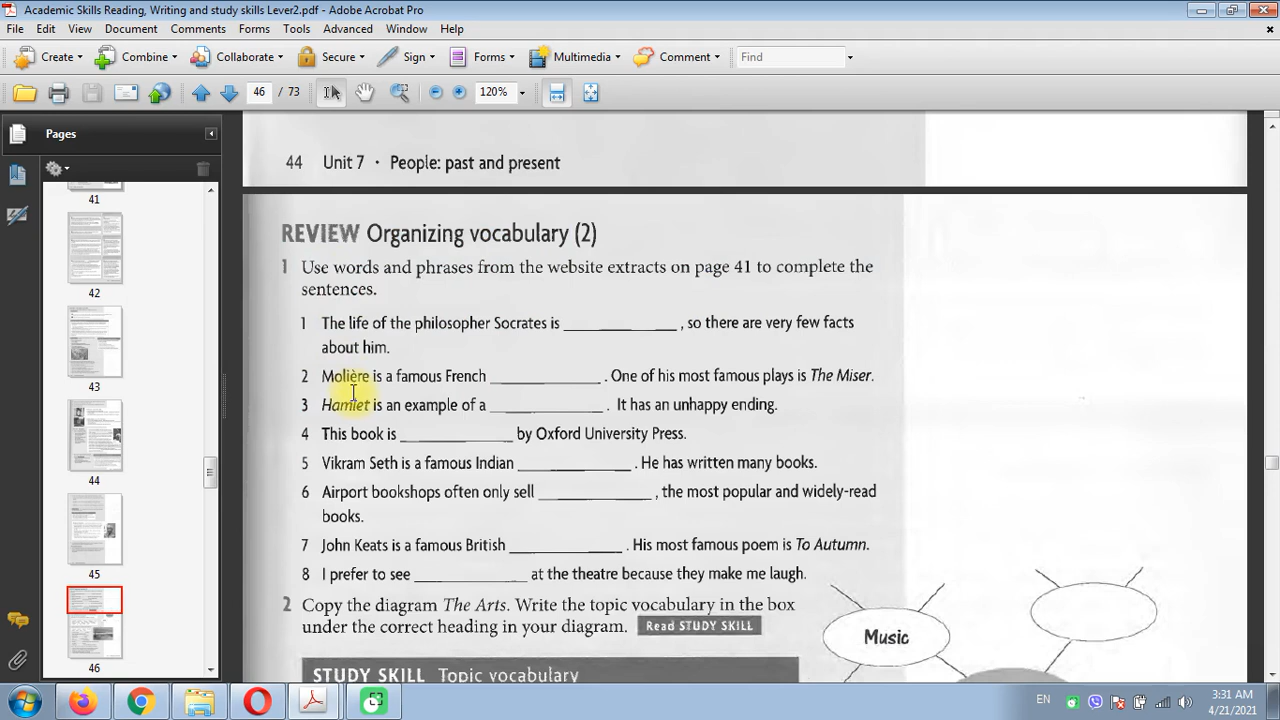 Academic Skills Reading, Writing and study skills Lever2.pdf - Adobe Acrobat Pro
File Edit View Document Comments Forms Tools Advanced Window Help
Create Combine Collaborate Secure Sign Forms Multimedia Comment Find
46 / 73 120%
Pages
41
42
43
44
45
46
44 Unit 7 • People: past and present
REVIEW Organizing vocabulary (2)
1 Use words and phrases from the website extracts on page 41 to complete the
sentences.
1 The life of the philosopher Socrates is ____________ , so there are very few facts
about him.
2 Molière is a famous French ____________ . One of his most famous plays is The Miser.
3 Hamlet is an example of a ____________ . It has an unhappy ending.
4 This book is ____________ by Oxford University Press.
5 Vikram Seth is a famous Indian ____________ . He has written many books.
6 Airport bookshops often only sell ____________ , the most popular and widely-read
books.
7 John Keats is a famous British ____________ . His most famous poem is To Autumn.
8 I prefer to see ____________ the theatre because they make me laugh.
2 Copy the diagram The Arts. Write the topic vocabulary in the box
under the correct heading in your diagram. Read STUDY SKILL
Music
STUDY SKILL Topic vocabulary
EN
3:31 AM
4/21/2021